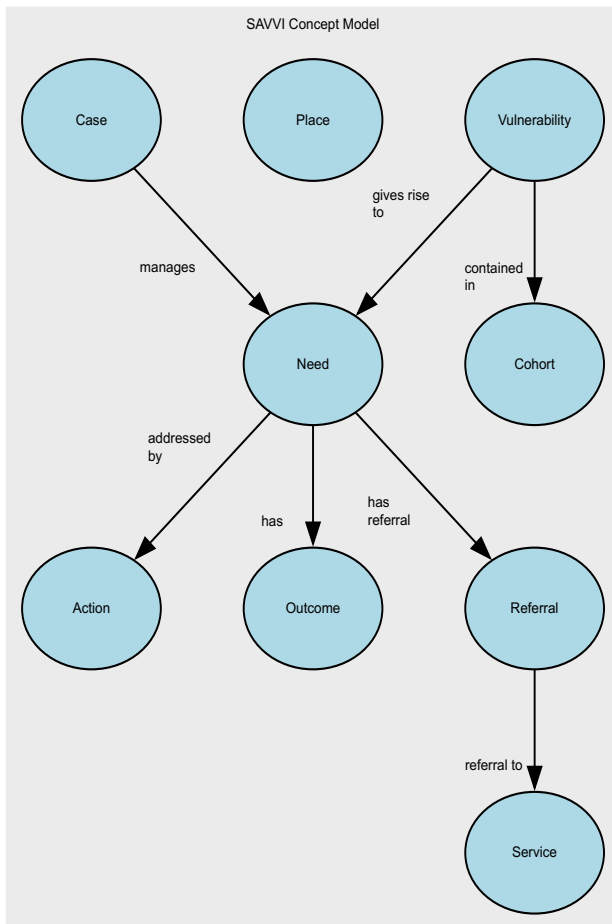 SAVVI Concept Model
Case
Place
Vulnerability
gives rise
to
manages
contained
in
Need
Cohort
addressed
by
has
has
referral
Action
Outcome
Referral
referral to
Service